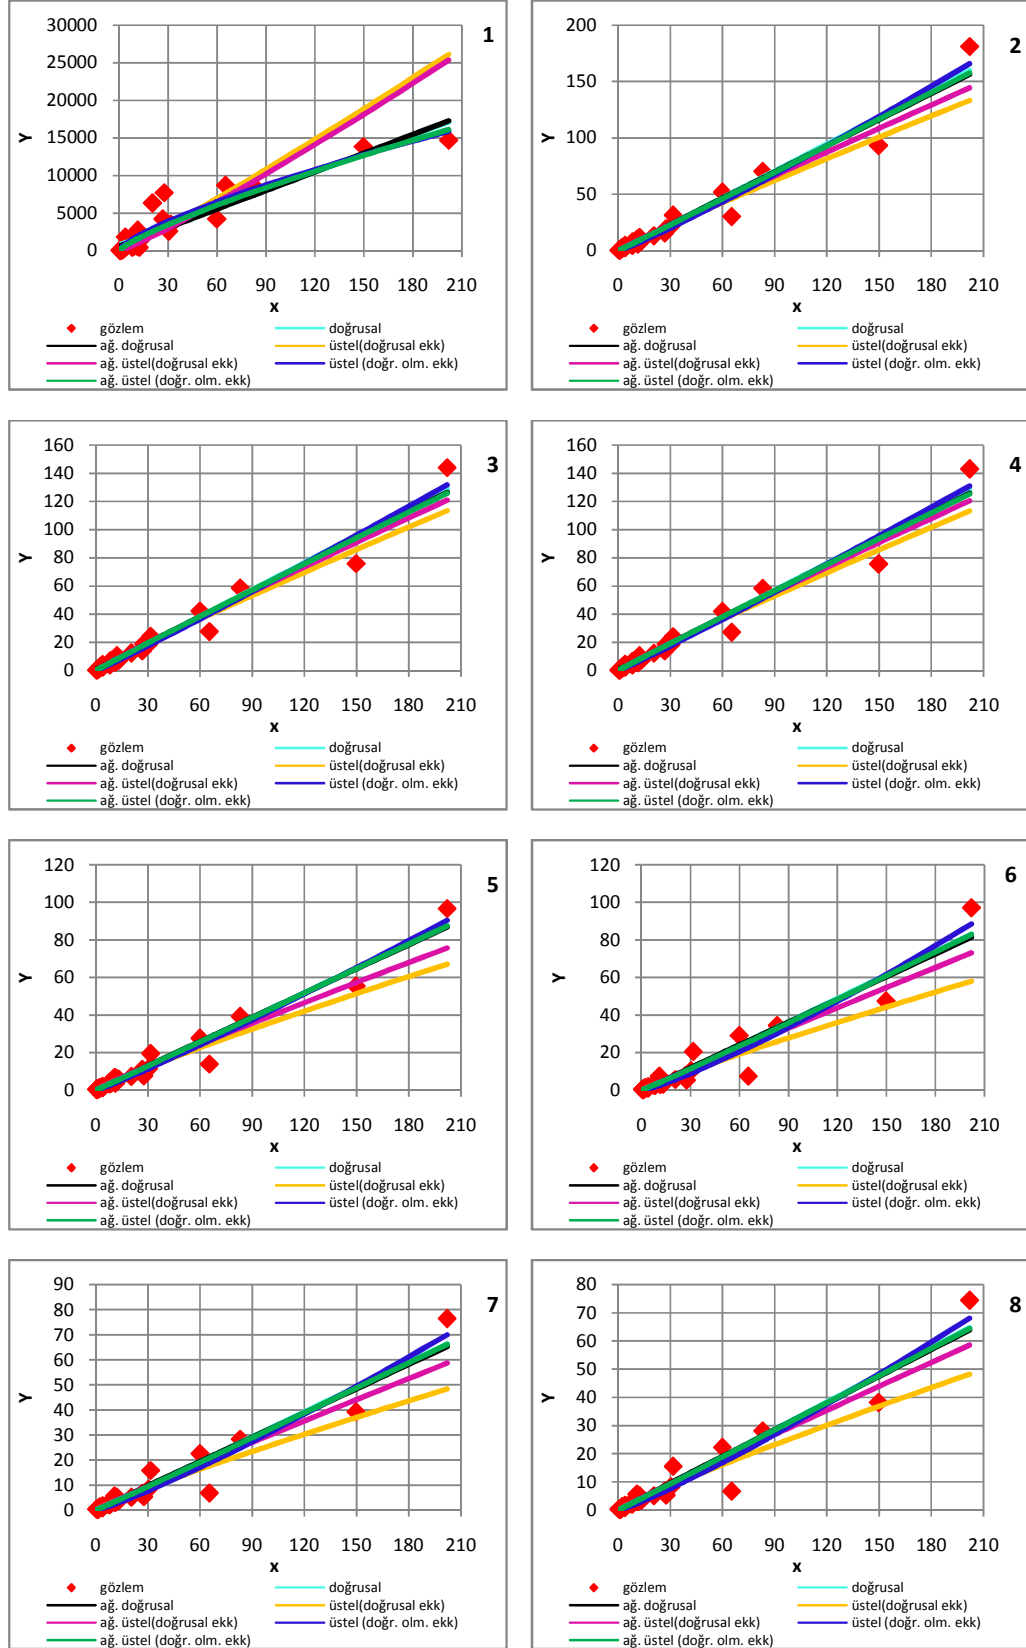 1
30000
25000
20000
15000
10000
5000
0
Y
0 30 60 90 120 150 180 210
x
gözlem doğrusal
ağ. doğrusal üstel(doğrusal ekk)
ağ. üstel(doğrusal ekk) üstel (doğr. olm. ekk)
ağ. üstel (doğr. olm. ekk)
2
200
150
100
50
0
Y
0 30 60 90 120 150 180 210
x
gözlem doğrusal
ağ. doğrusal üstel(doğrusal ekk)
ağ. üstel(doğrusal ekk) üstel (doğr. olm. ekk)
ağ. üstel (doğr. olm. ekk)
3
160
140
120
100
80
60
40
20
0
Y
0 30 60 90 120 150 180 210
x
gözlem doğrusal
ağ. doğrusal üstel(doğrusal ekk)
ağ. üstel(doğrusal ekk) üstel (doğr. olm. ekk)
ağ. üstel (doğr. olm. ekk)
4
160
140
120
100
80
60
40
20
0
Y
0 30 60 90 120 150 180 210
x
gözlem doğrusal
ağ. doğrusal üstel(doğrusal ekk)
ağ. üstel(doğrusal ekk) üstel (doğr. olm. ekk)
ağ. üstel (doğr. olm. ekk)
5
120
100
80
60
40
20
0
Y
0 30 60 90 120 150 180 210
x
gözlem doğrusal
ağ. doğrusal üstel(doğrusal ekk)
ağ. üstel(doğrusal ekk) üstel (doğr. olm. ekk)
ağ. üstel (doğr. olm. ekk)
6
120
100
80
60
40
20
0
Y
0 30 60 90 120 150 180 210
x
gözlem doğrusal
ağ. doğrusal üstel(doğrusal ekk)
ağ. üstel(doğrusal ekk) üstel (doğr. olm. ekk)
ağ. üstel (doğr. olm. ekk)
7
90
80
70
60
50
40
30
20
10
0
Y
0 30 60 90 120 150 180 210
x
gözlem doğrusal
ağ. doğrusal üstel(doğrusal ekk)
ağ. üstel(doğrusal ekk) üstel (doğr. olm. ekk)
ağ. üstel (doğr. olm. ekk)
8
80
70
60
50
40
30
20
10
0
Y
0 30 60 90 120 150 180 210
x
gözlem doğrusal
ağ. doğrusal üstel(doğrusal ekk)
ağ. üstel(doğrusal ekk) üstel (doğr. olm. ekk)
ağ. üstel (doğr. olm. ekk)